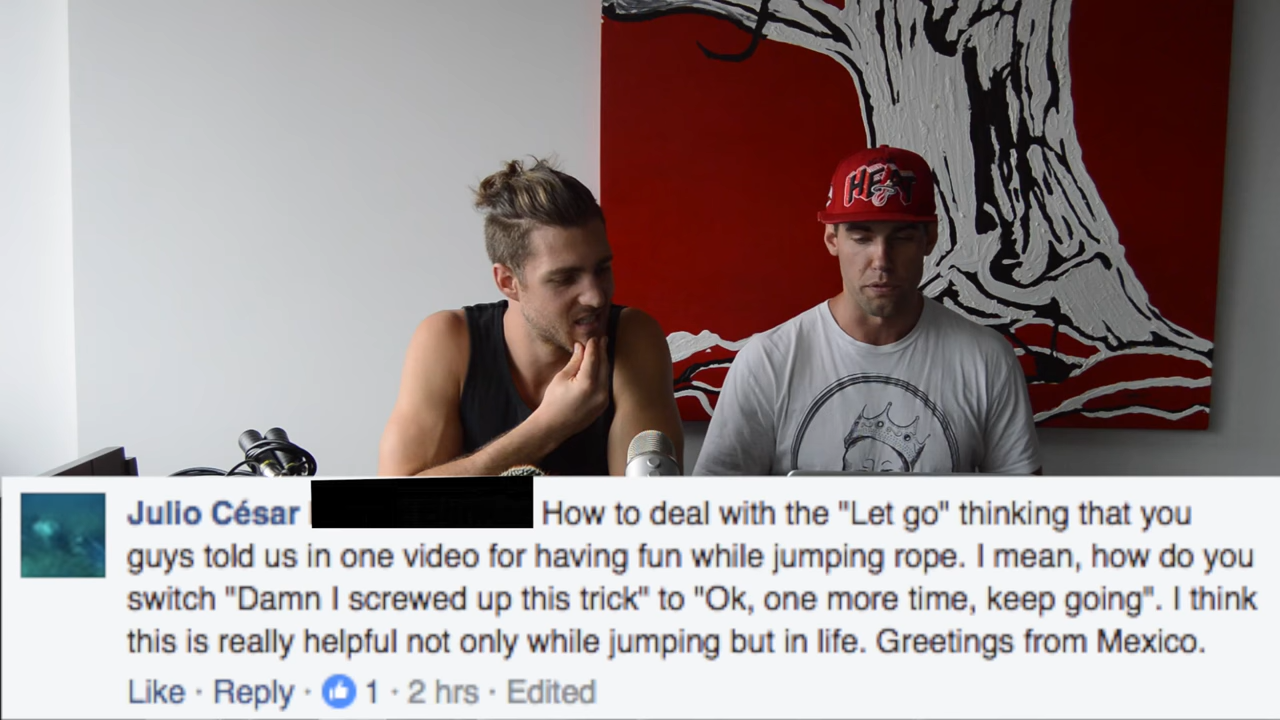 HEAT
Julio César How to deal with the "Let go" thinking that you
guys told us in one video for having fun while jumping rope. I mean, how do you
switch "Damn I screwed up this trick" to "Ok, one more time, keep going". I think
this is really helpful not only while jumping but in life. Greetings from Mexico.
Like · Reply · 1 · 2 hrs · Edited